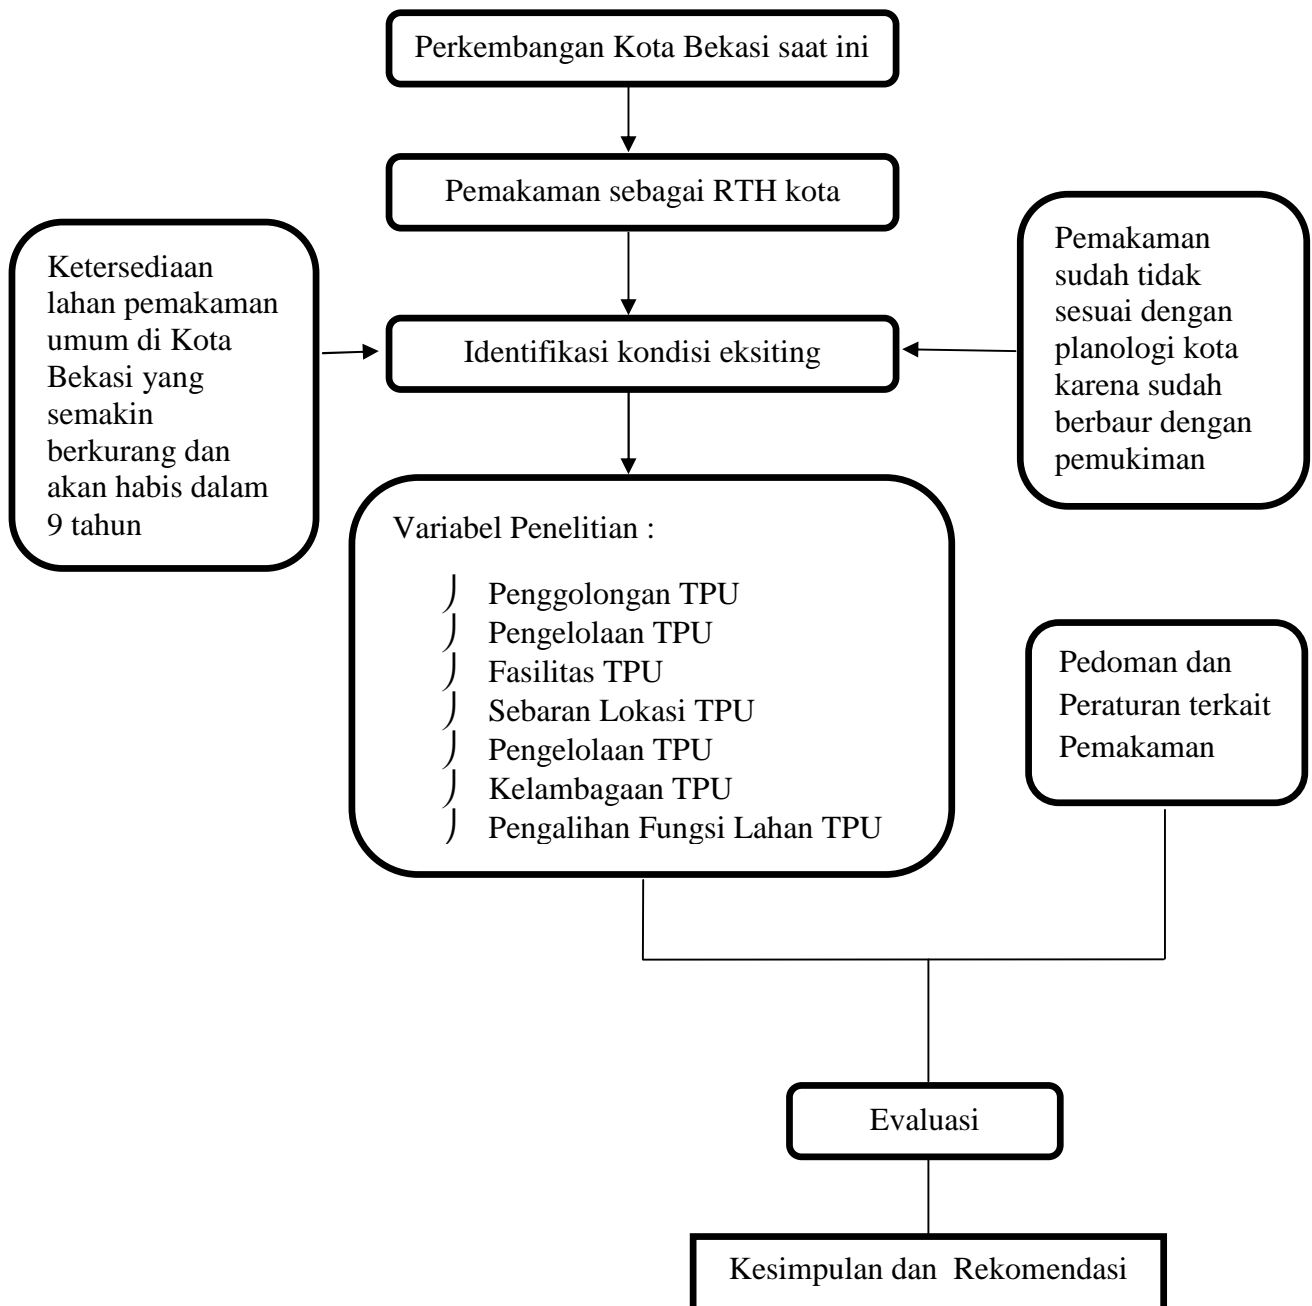 Perkembangan Kota Bekasi saat ini
Pemakaman sebagai RTH kota
Ketersediaan
lahan pemakaman
umum di Kota
Bekasi yang
semakin
berkurang dan
akan habis dalam
9 tahun
Identifikasi kondisi eksiting
Pemakaman
sudah tidak
sesuai dengan
planologi kota
karena sudah
berbaur dengan
pemukiman
Variabel Penelitian :
Penggolongan TPU
Pengelolaan TPU
Fasilitas TPU
Sebaran Lokasi TPU
Pengelolaan TPU
Kelambagaan TPU
Pengalihan Fungsi Lahan TPU
Pedoman dan
Peraturan terkait
Pemakaman
Evaluasi
Kesimpulan dan  Rekomendasi